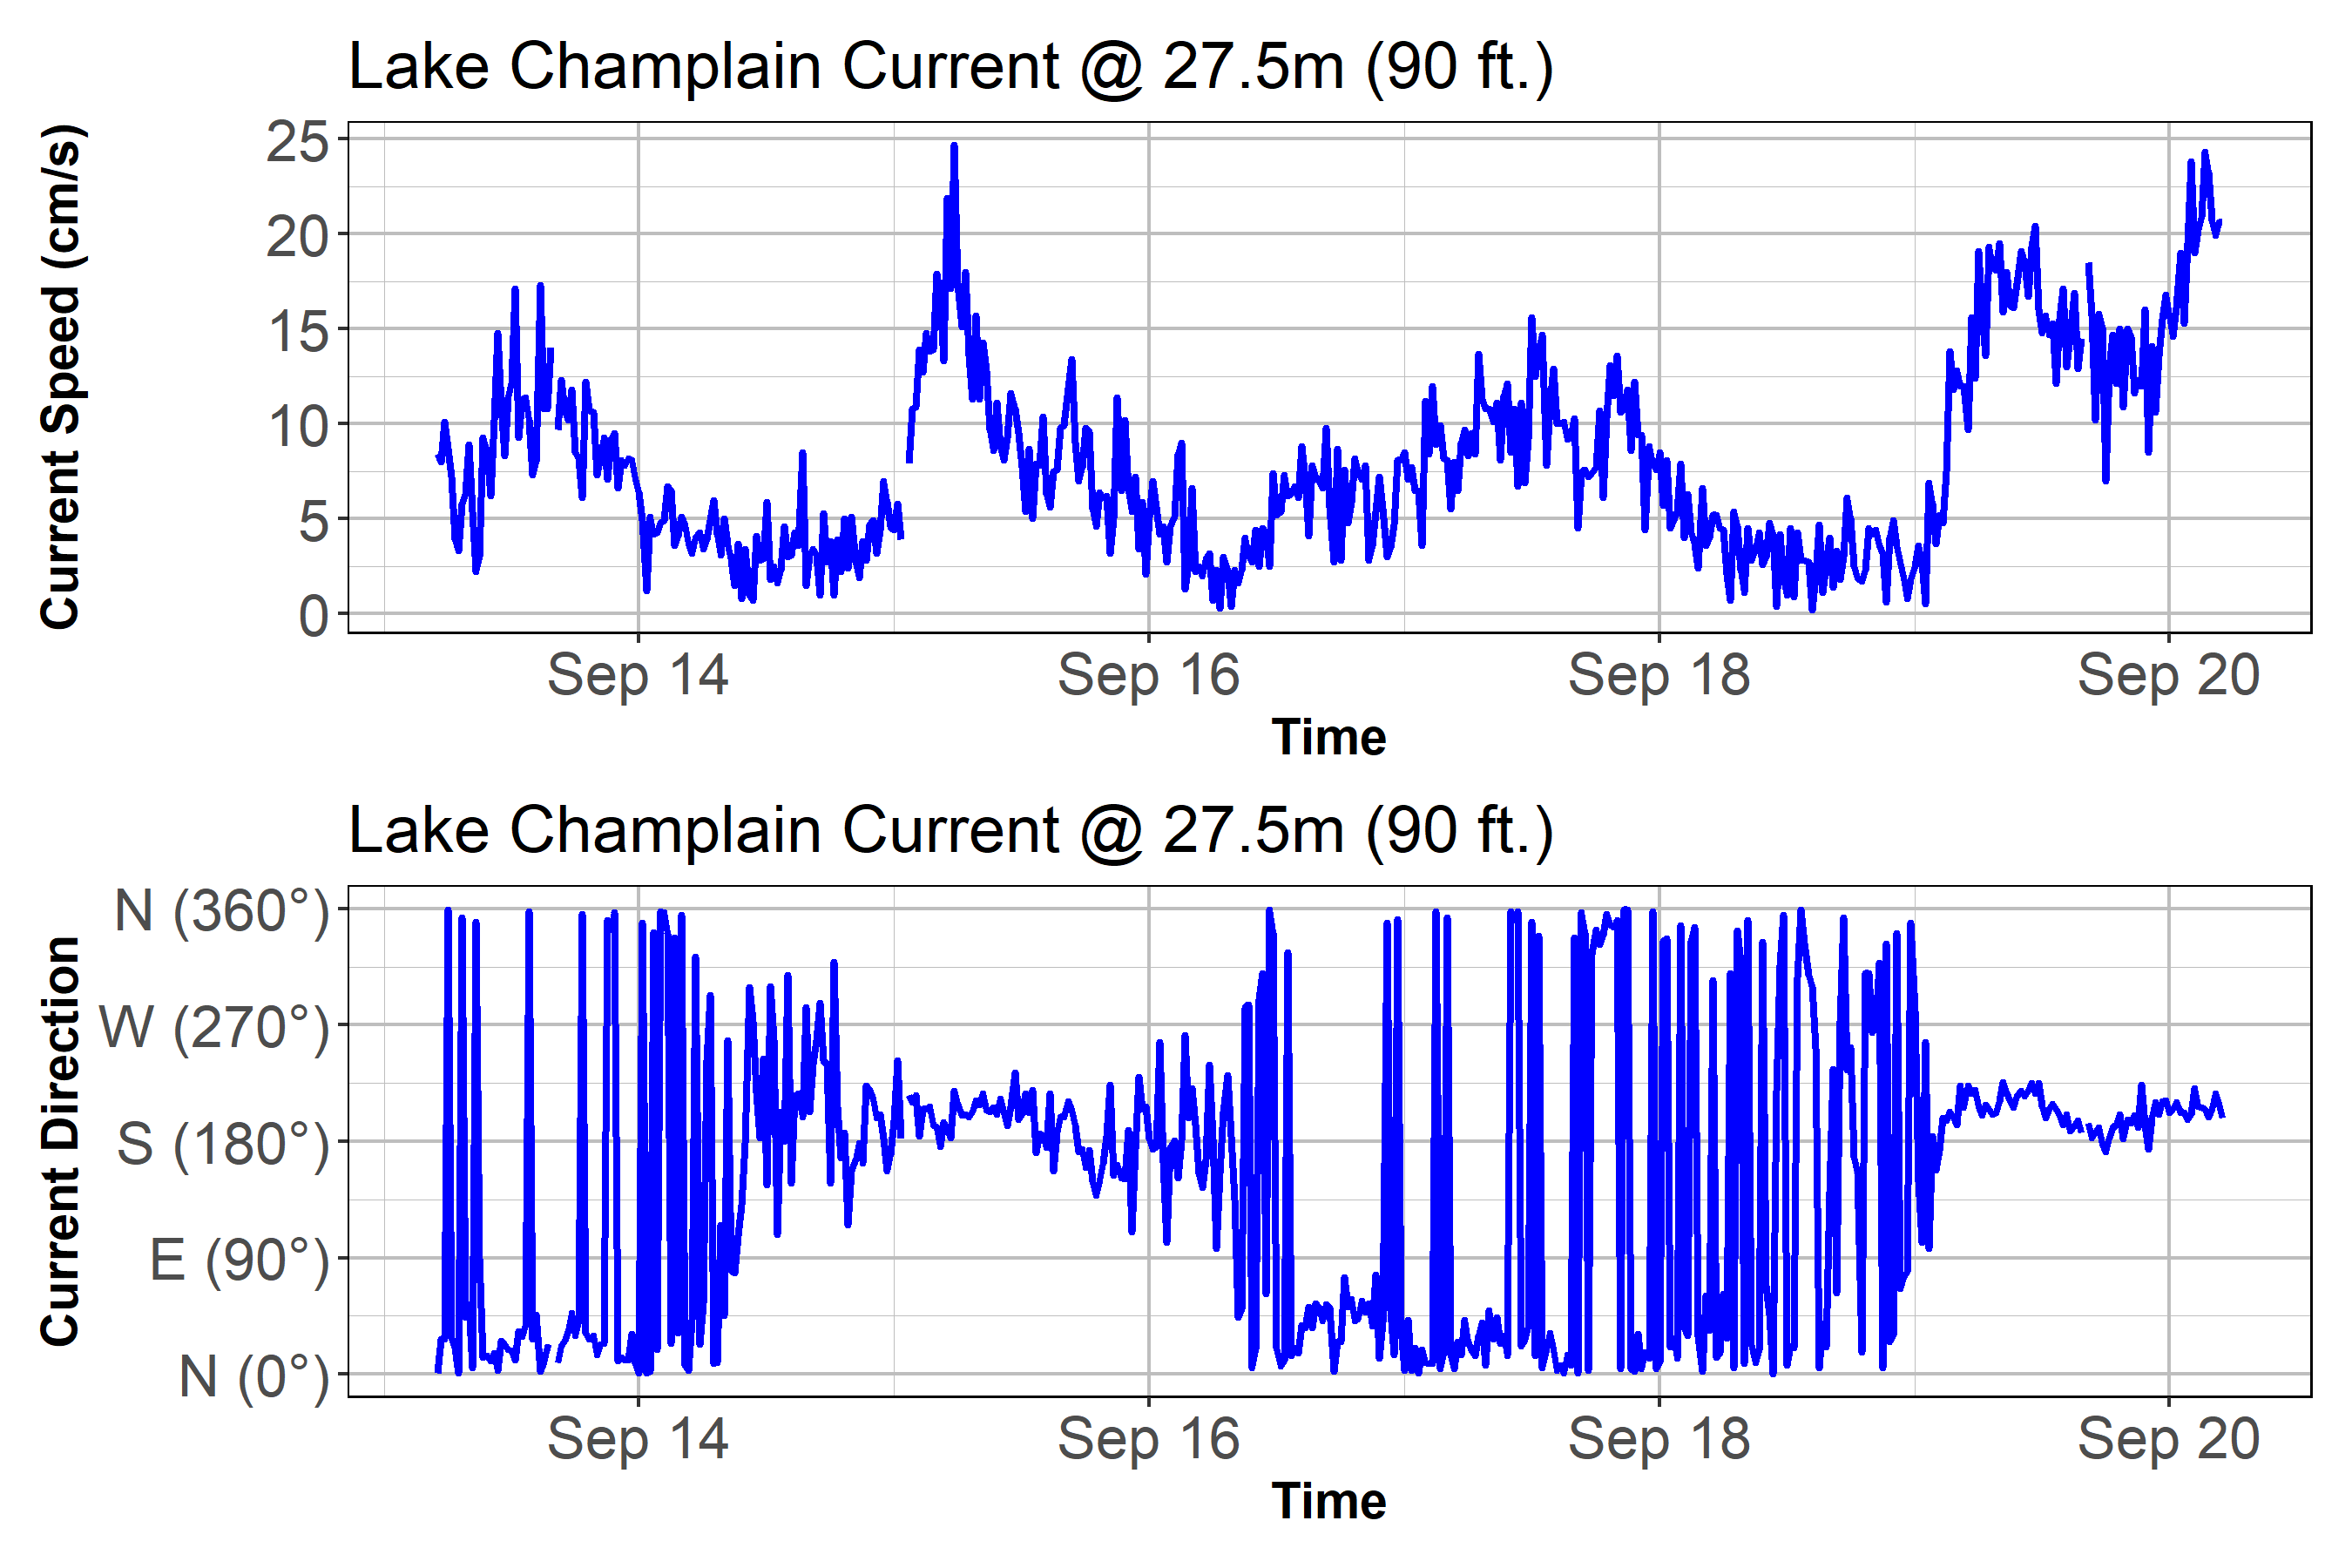 Lake Champlain Current @ 27.5m (90 ft.)
Current Speed (cm/s)
25
20
15
10
5
0
Sep 14 Sep 16 Sep 18 Sep 20
Time
Lake Champlain Current @ 27.5m (90 ft.)
Current Direction
N (360°)
W (270°)
S (180°)
E (90°)
N (0°)
Sep 14 Sep 16 Sep 18 Sep 20
Time